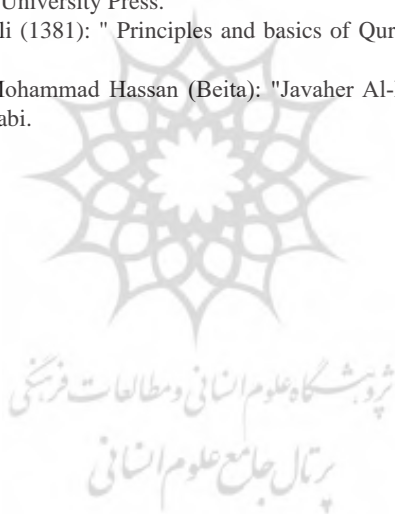 University Press.
li (1381): " Principles and basics of Qur
Mohammad Hassan (Beita): "Javaher Al-
abi.
پژوهشگاه علوم انسانی و مطالعات فرهنگی
پرتال جامع علوم انسانی